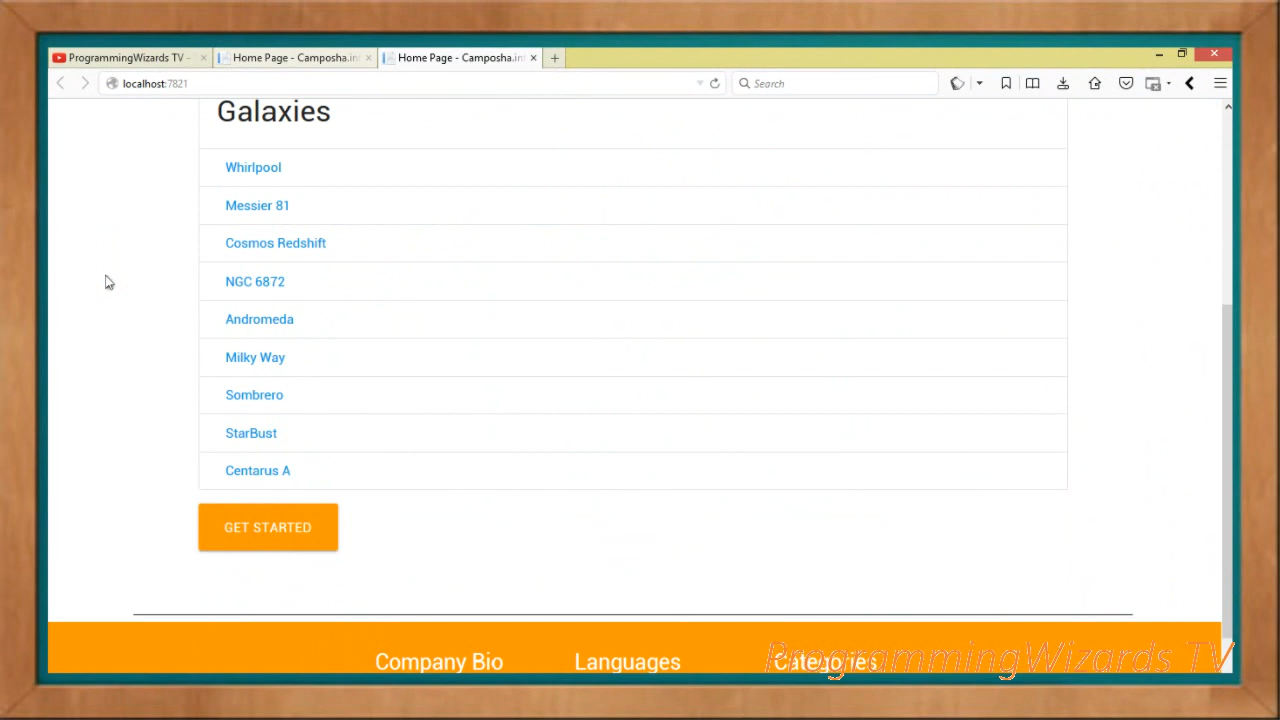 ProgrammingWizards TV -
Home Page - Camposha.in
Home Page - Camposha.in
localhost:7821
Search
Galaxies
Whirlpool
Messier 81
Cosmos Redshift
NGC 6872
Andromeda
Milky Way
Sombrero
StarBust
Centarus A
GET STARTED
Company Bio
Languages
Categories
ProgrammingWizards TV